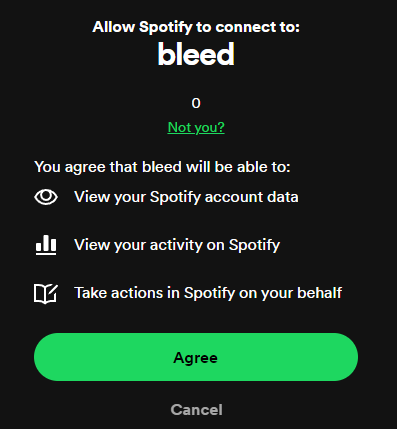 Allow Spotify to connect to:
bleed
0
Not you?
You agree that bleed will be able to:
View your Spotify account data
View your activity on Spotify
Take actions in Spotify on your behalf
Agree
Cancel